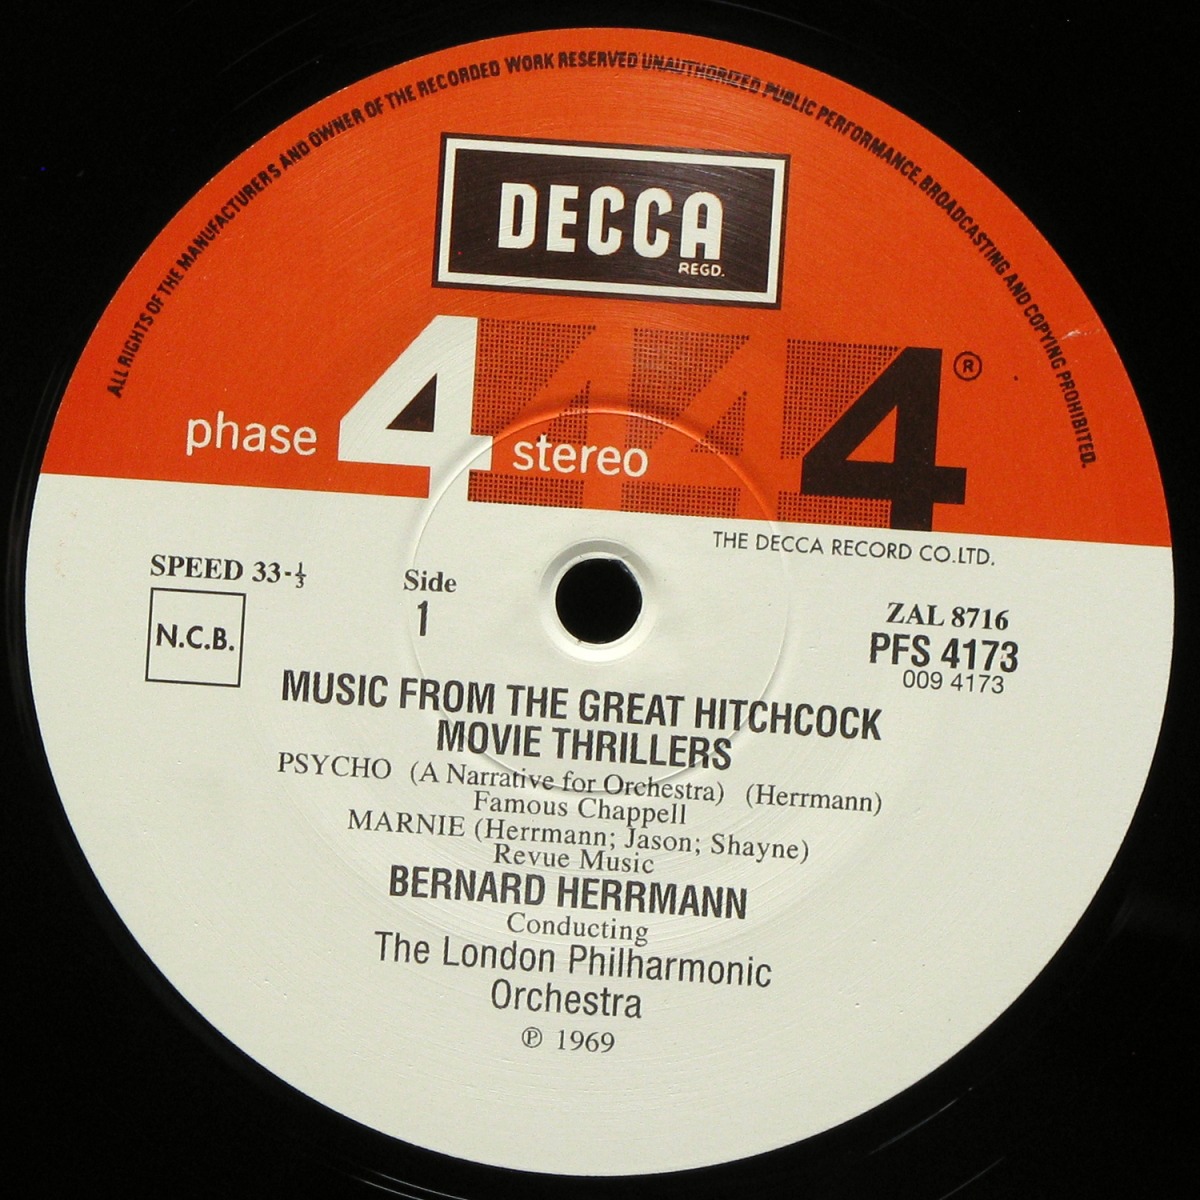 ALL RIGHTS OF THE MANUFACTURERS AND OWNER OF THE RECORDED WORK RESERVED UNAUTHORIZED PUBLIC PERFORMANCE, BROADCASTING AND COPYING PROHIBITED.
DECCA
REGD.
phase 4 stereo 4 4 4 ®
THE DECCA RECORD CO.LTD.
SPEED 33-⅓
N.C.B.
Side
1
ZAL 8716
PFS 4173
009 4173
MUSIC FROM THE GREAT HITCHCOCK
MOVIE THRILLERS
PSYCHO (A Narrative for Orchestra) (Herrmann)
Famous Chappell
MARNIE (Herrmann; Jason; Shayne)
Revue Music
BERNARD HERRMANN
Conducting
The London Philharmonic
Orchestra
℗ 1969